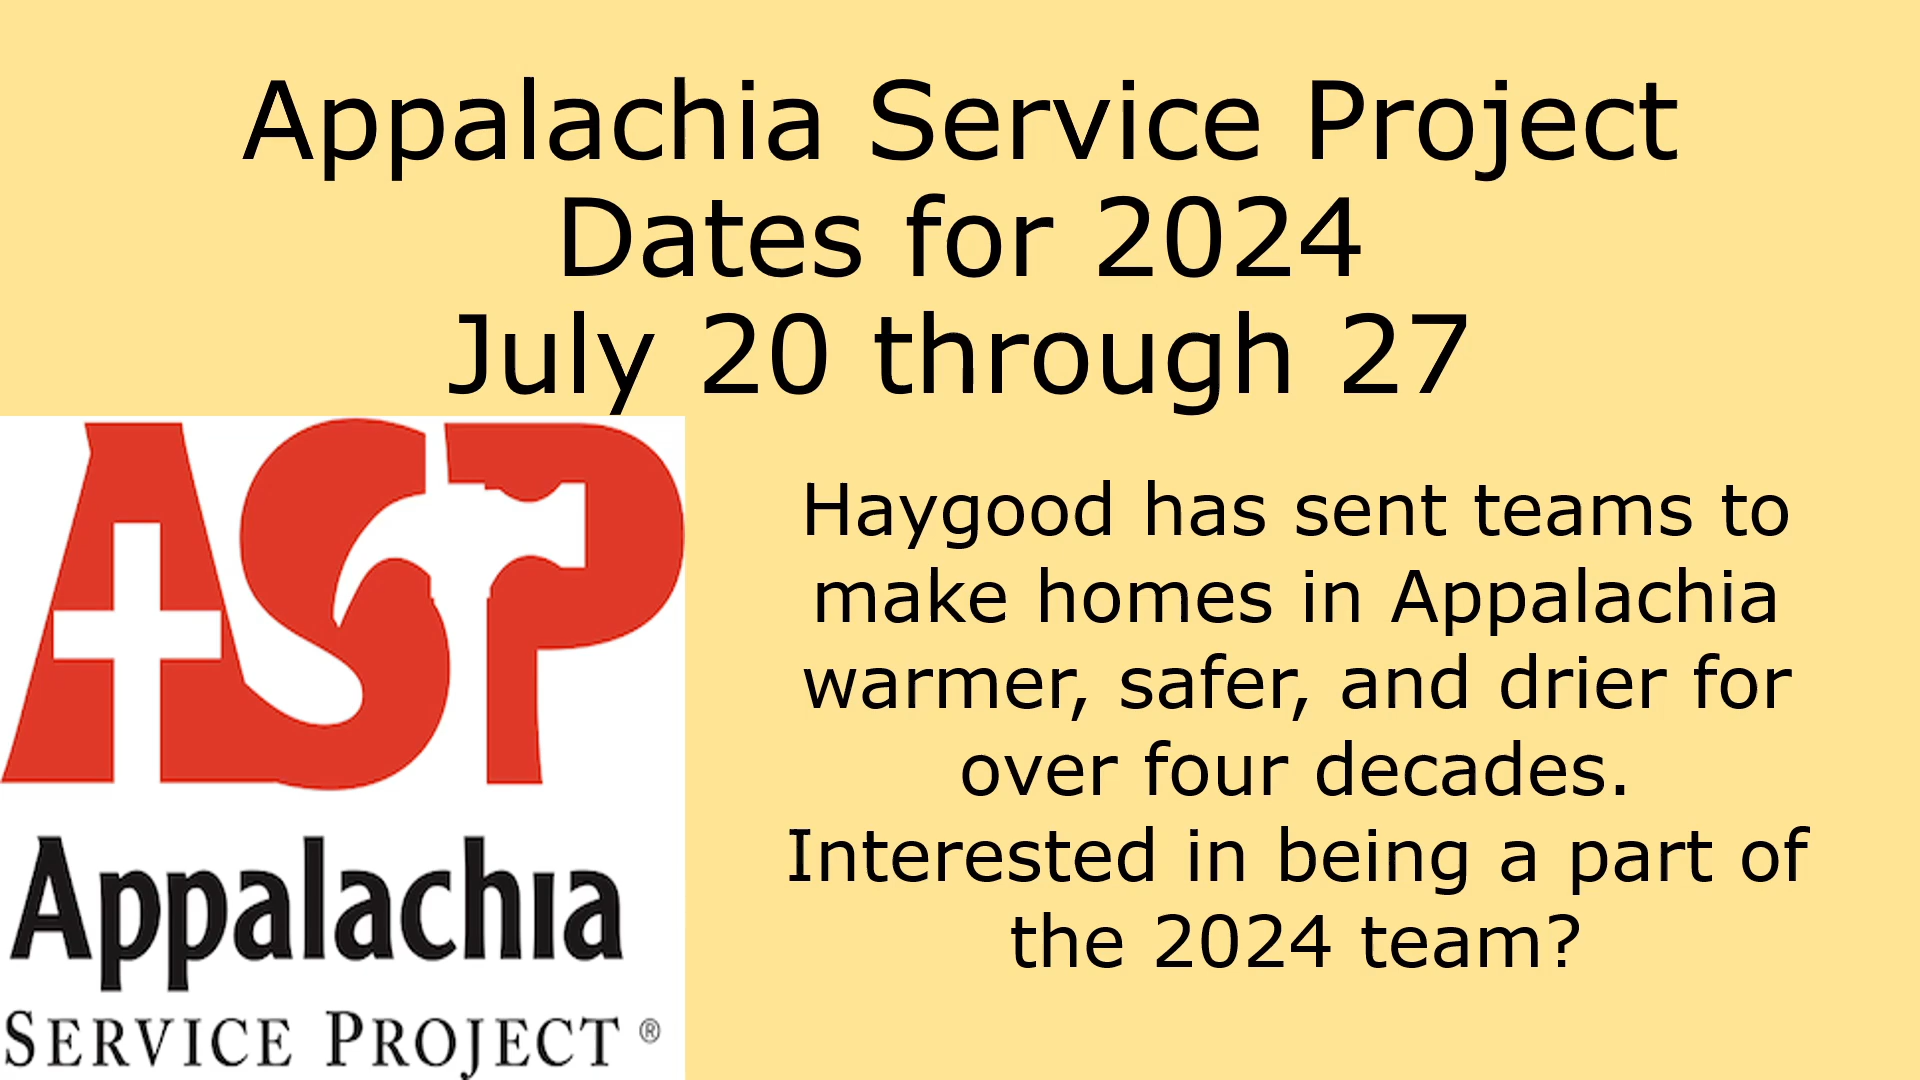 Appalachia Service Project
Dates for 2024
July 20 through 27
ASP
Appalachia
SERVICE PROJECT ®
Haygood has sent teams to
make homes in Appalachia
warmer, safer, and drier for
over four decades.
Interested in being a part of
the 2024 team?